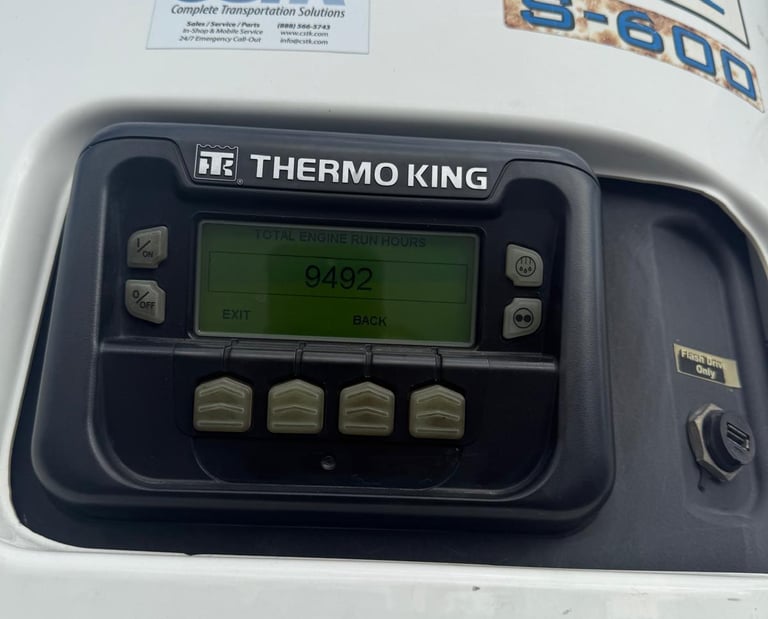 Complete Transportation Solutions
Sales / Service / Parts
In-Shop & Mobile Service
24/7 Emergency Call-Out
(888) 566-5743
www.cstk.com
info@cstk.com
S-600
TK
THERMO KING
TOTAL ENGINE RUN HOURS
9492
EXIT BACK
I/ON
O/OFF
Flash Drive
Only